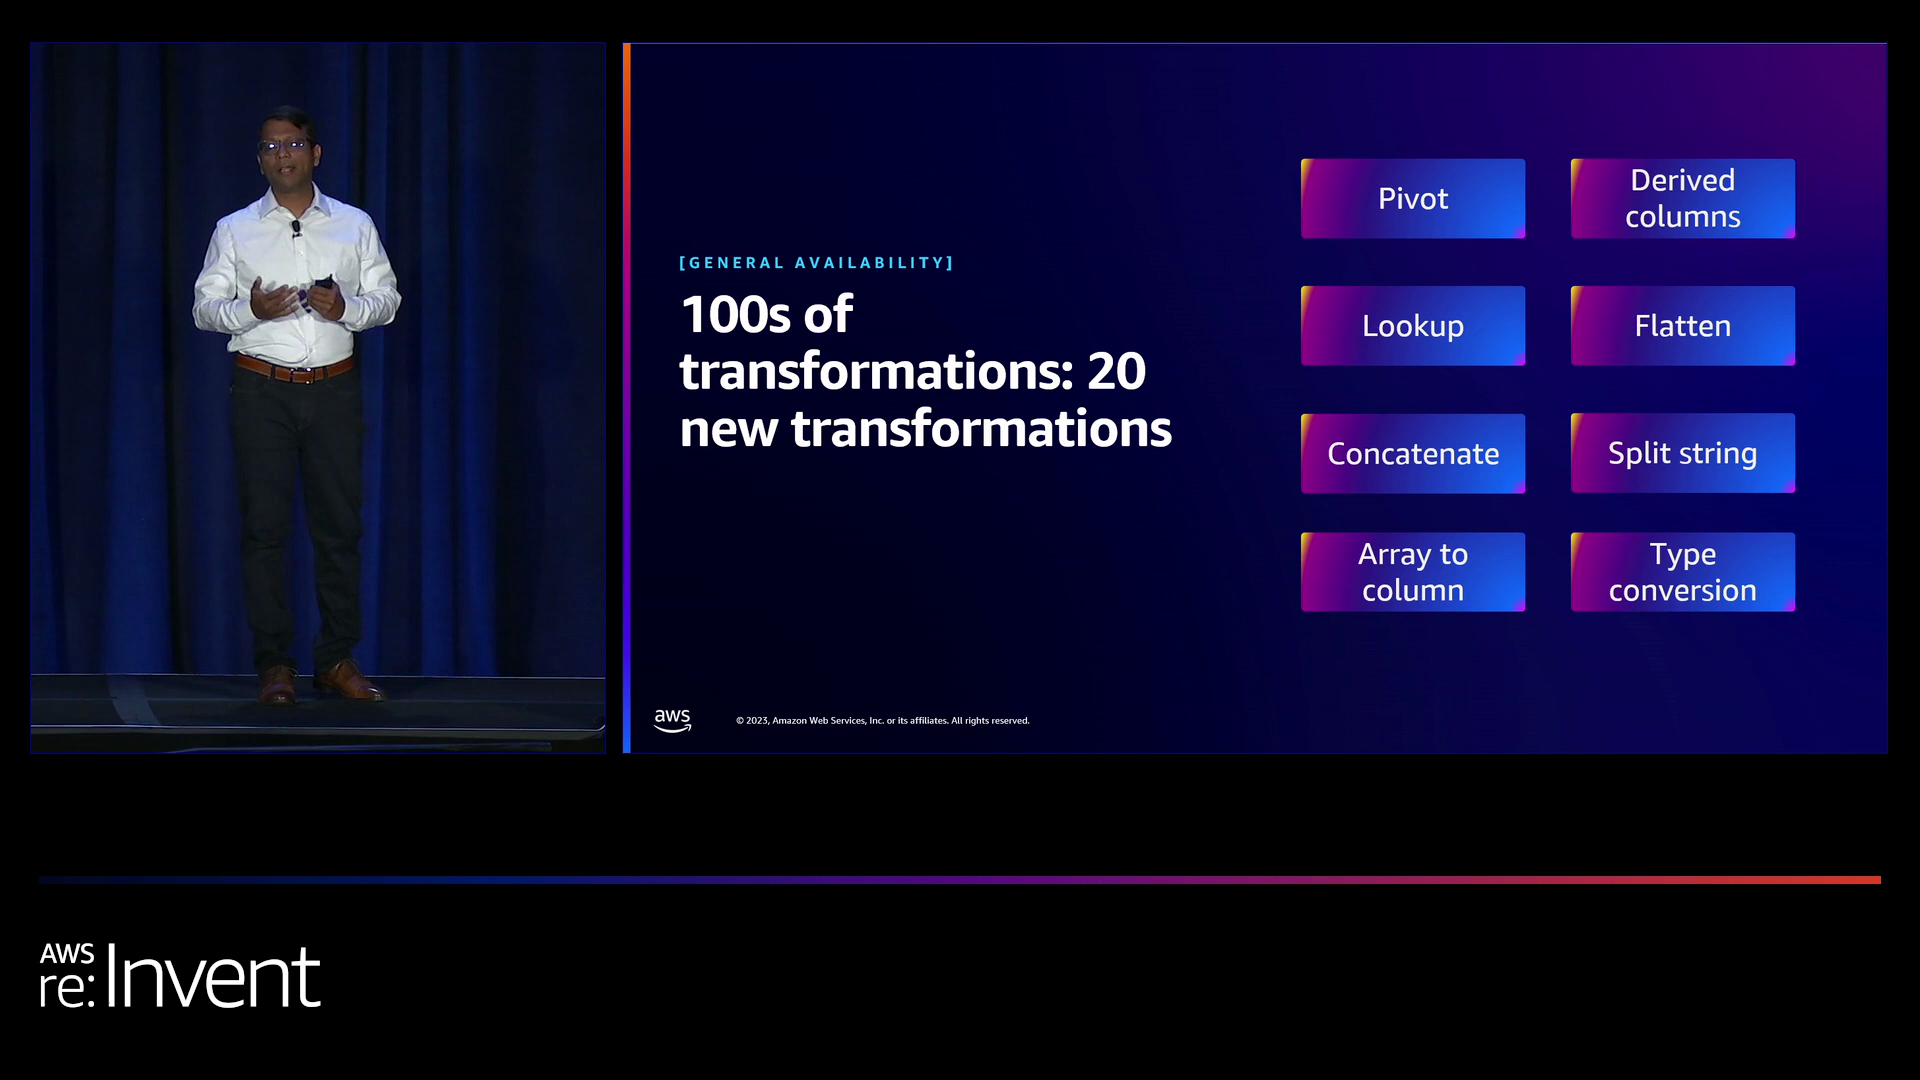 [GENERAL AVAILABILITY]
100s of
transformations: 20
new transformations
Pivot
Derived
columns
Lookup
Flatten
Concatenate
Split string
Array to
column
Type
conversion
aws
© 2023, Amazon Web Services, Inc. or its affiliates. All rights reserved.
AWS
re:Invent